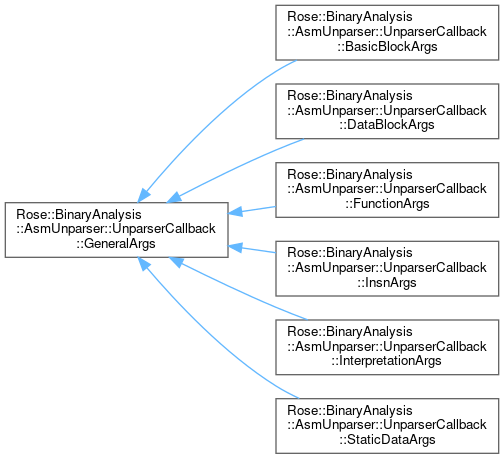 Rose::BinaryAnalysis
::AsmUnparser::UnparserCallback
::BasicBlockArgs
Rose::BinaryAnalysis
::AsmUnparser::UnparserCallback
::DataBlockArgs
Rose::BinaryAnalysis
::AsmUnparser::UnparserCallback
::FunctionArgs
Rose::BinaryAnalysis
::AsmUnparser::UnparserCallback
::GeneralArgs
Rose::BinaryAnalysis
::AsmUnparser::UnparserCallback
::InsnArgs
Rose::BinaryAnalysis
::AsmUnparser::UnparserCallback
::InterpretationArgs
Rose::BinaryAnalysis
::AsmUnparser::UnparserCallback
::StaticDataArgs